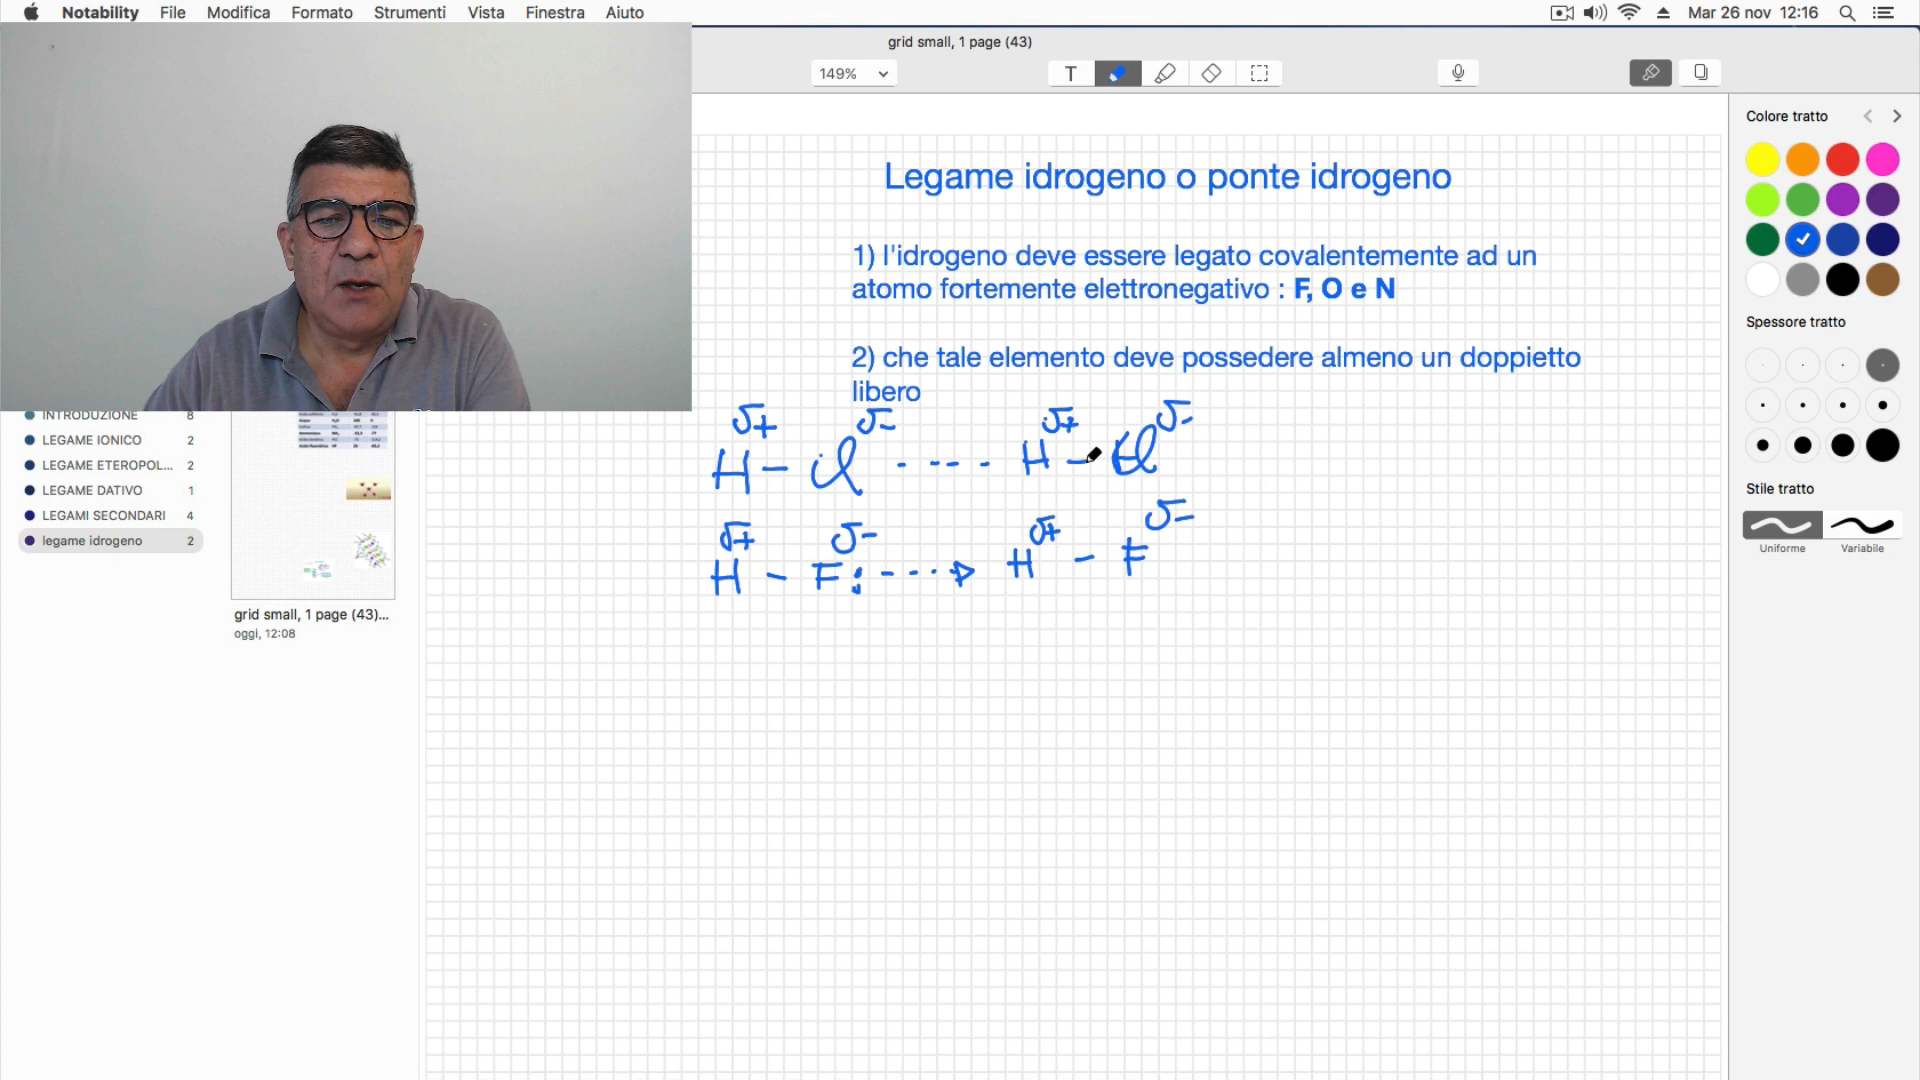 Notability File Modifica Formato Strumenti Vista Finestra Aiuto
Mar 26 nov 12:16
grid small, 1 page (43)
149%
T
Colore tratto
Legame idrogeno o ponte idrogeno
1) l'idrogeno deve essere legato covalentemente ad un
atomo fortemente elettronegativo : F, O e N
2) che tale elemento deve possedere almeno un doppietto
libero
δ+ δ- δ+ δ-
H - Cl ---- H - Cl
δ+ δ- δ+ δ-
H - F: ---▷ H - F
Spessore tratto
Stile tratto
Uniforme Variabile
INTRODUZIONE 8
LEGAME IONICO 2
LEGAME ETEROPOL... 2
LEGAME DATIVO 1
LEGAMI SECONDARI 4
legame idrogeno 2
grid small, 1 page (43)...
oggi, 12:08